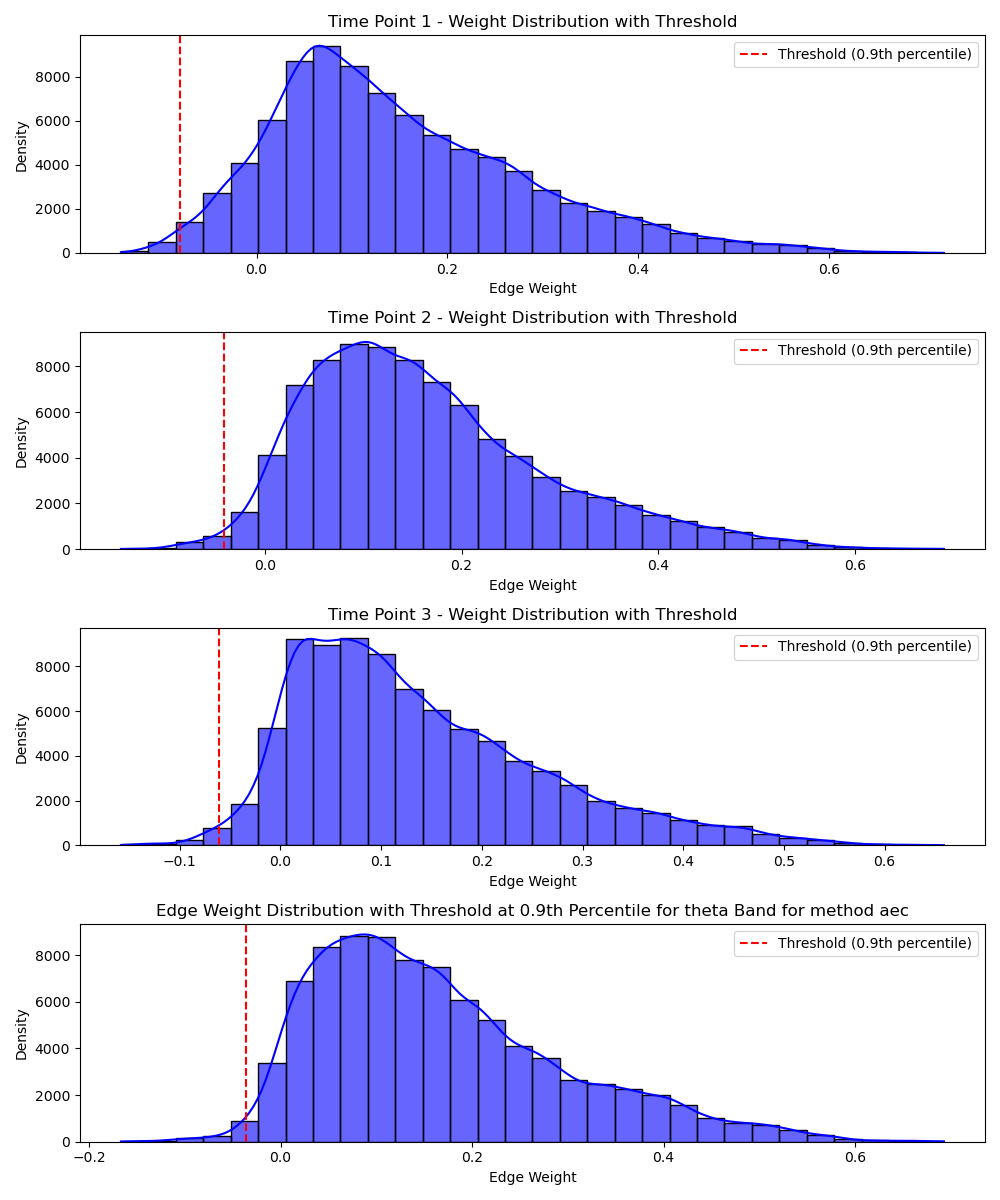 Time Point 1 - Weight Distribution with Threshold
Threshold (0.9th percentile)
Density
8000
6000
4000
2000
0
0.0 0.2 0.4 0.6
Edge Weight
Time Point 2 - Weight Distribution with Threshold
Threshold (0.9th percentile)
Density
8000
6000
4000
2000
0
0.0 0.2 0.4 0.6
Edge Weight
Time Point 3 - Weight Distribution with Threshold
Threshold (0.9th percentile)
Density
8000
6000
4000
2000
0
−0.1 0.0 0.1 0.2 0.3 0.4 0.5 0.6
Edge Weight
Edge Weight Distribution with Threshold at 0.9th Percentile for theta Band for method aec
Threshold (0.9th percentile)
Density
8000
6000
4000
2000
0
−0.2 0.0 0.2 0.4 0.6
Edge Weight